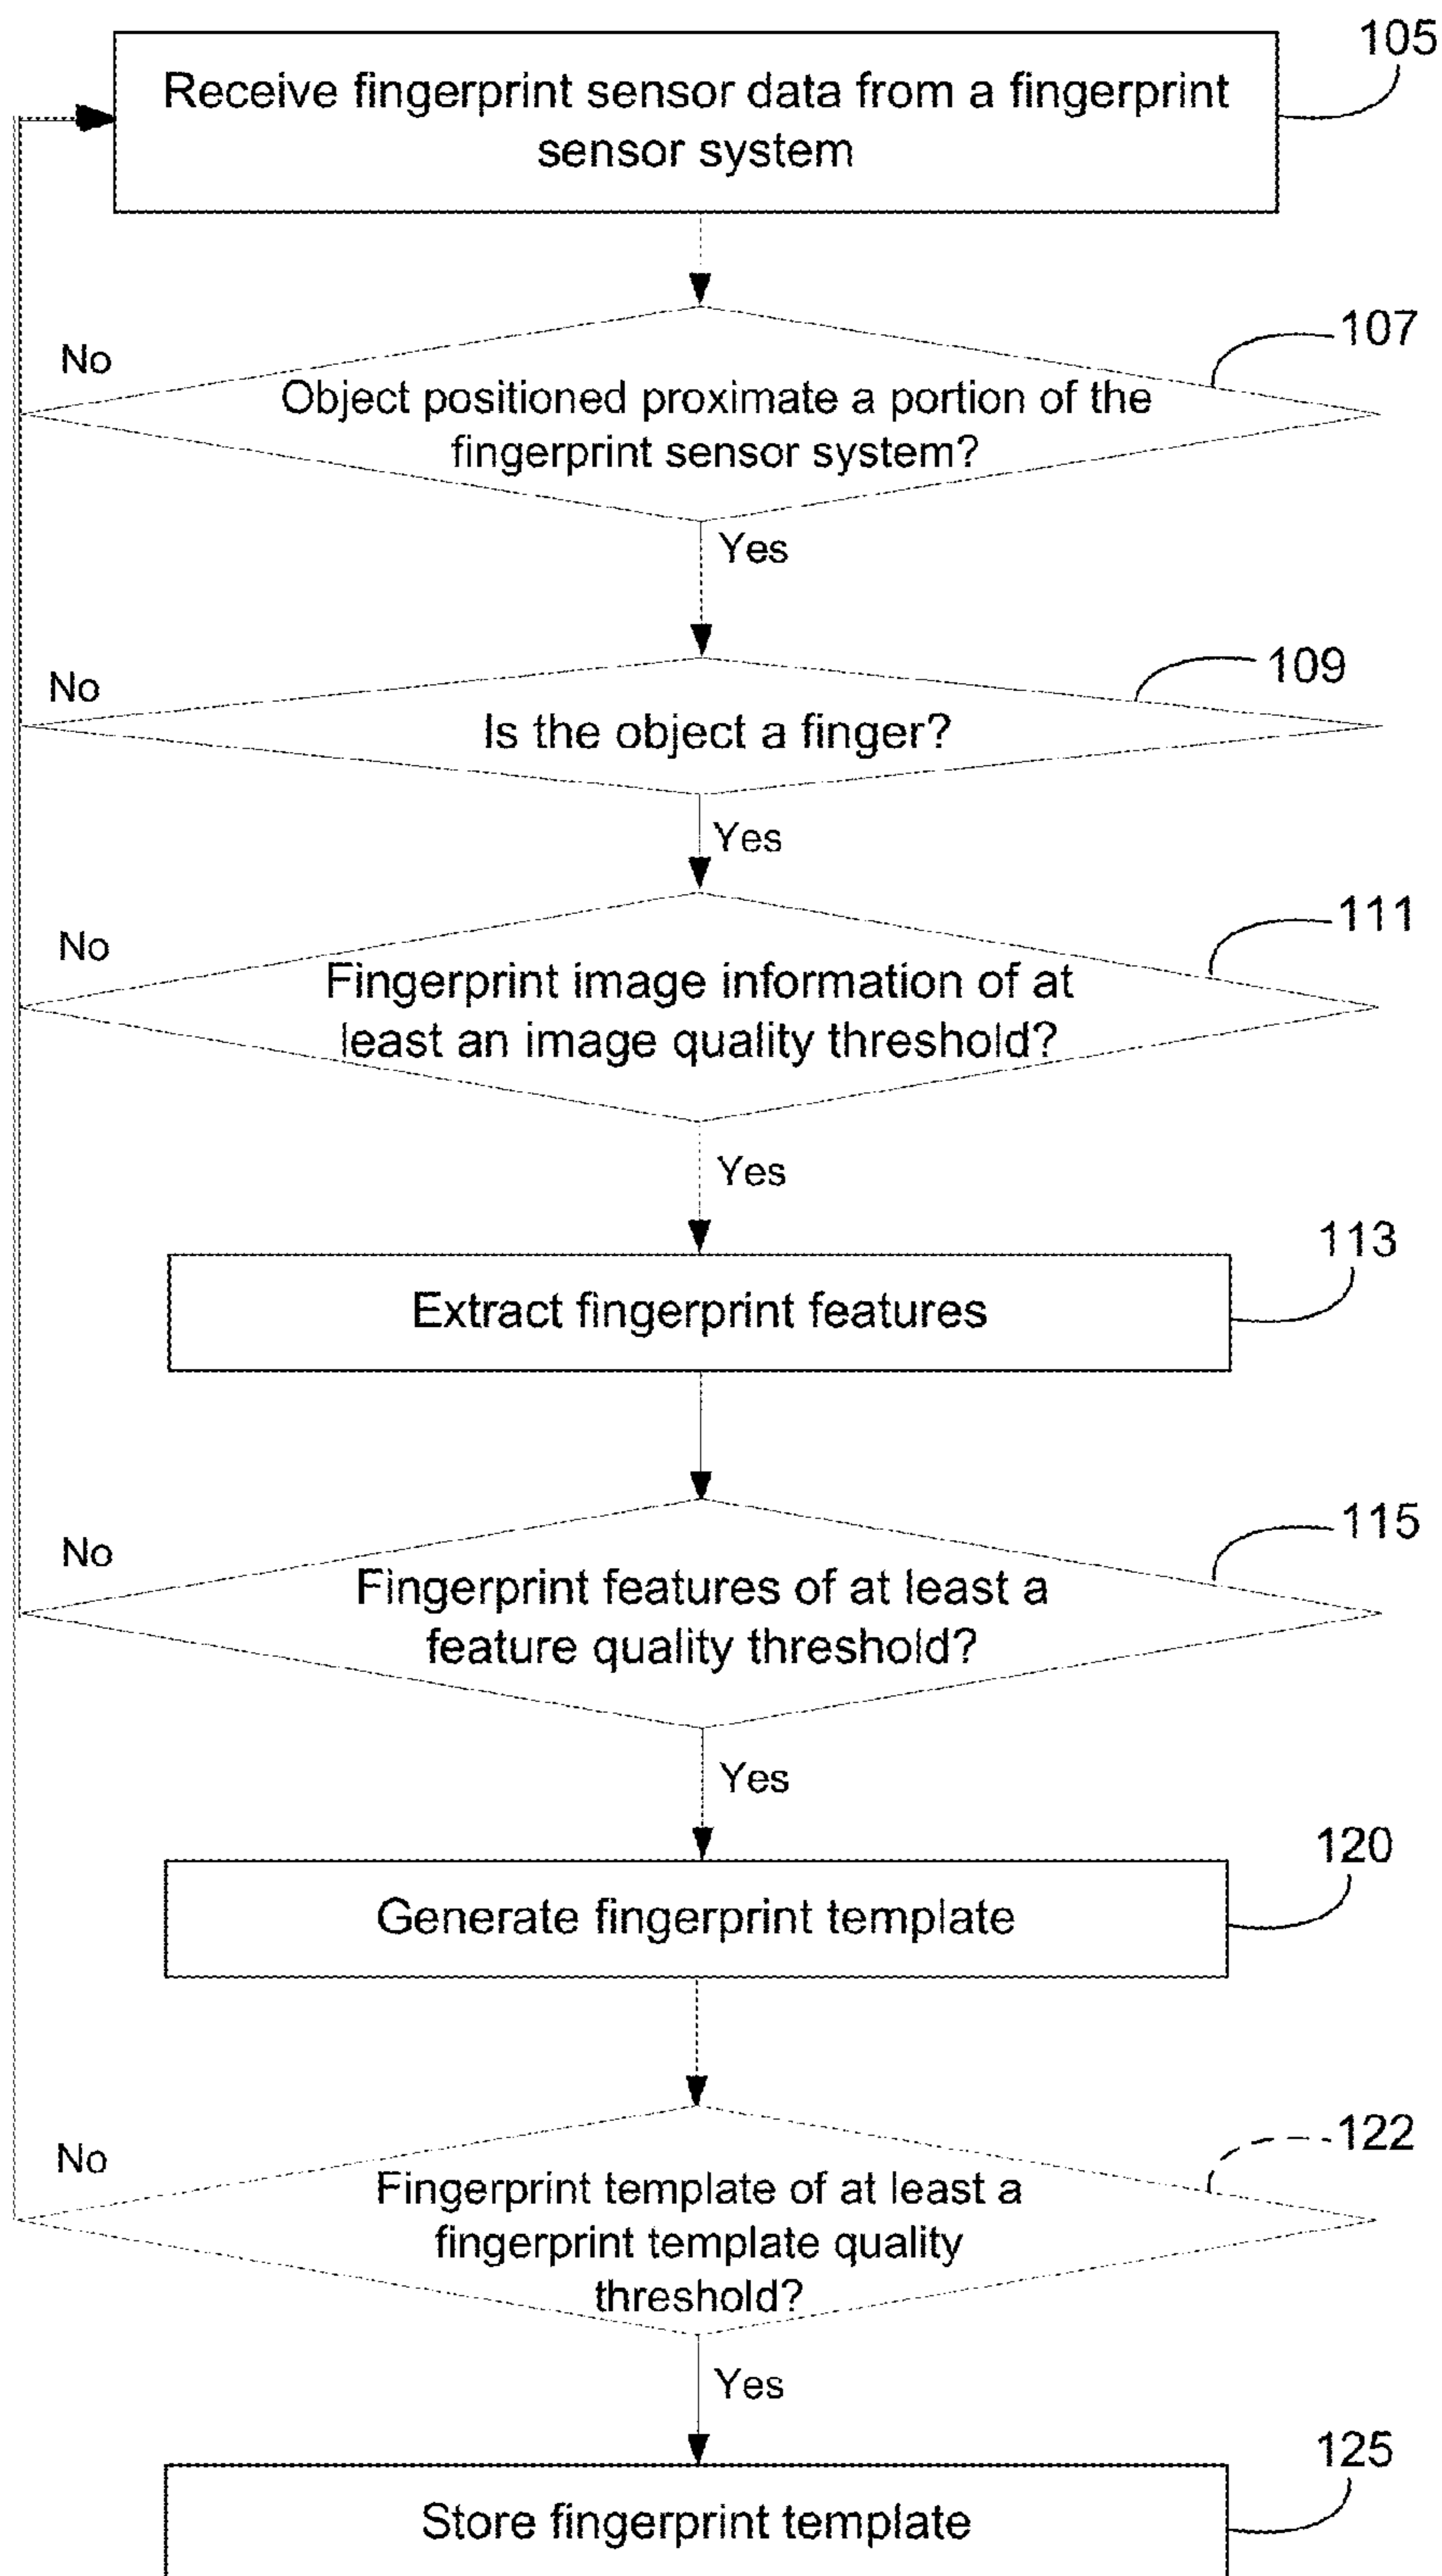 105
Receive fingerprint sensor data from a fingerprint
sensor system
107
No
Object positioned proximate a portion of the
fingerprint sensor system?
Yes
109
No
Is the object a finger?
Yes
111
No
Fingerprint image information of at
least an image quality threshold?
Yes
113
Extract fingerprint features
115
No
Fingerprint features of at least a
feature quality threshold?
Yes
120
Generate fingerprint template
122
No
Fingerprint template of at least a
fingerprint template quality
threshold?
Yes
125
Store fingerprint template